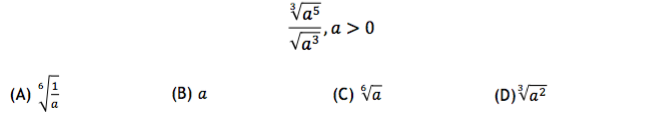 ∛a⁵ / √a³ , a > 0
(A) ⁶√(1/a) (B) a (C) ⁶√a (D) ∛a²